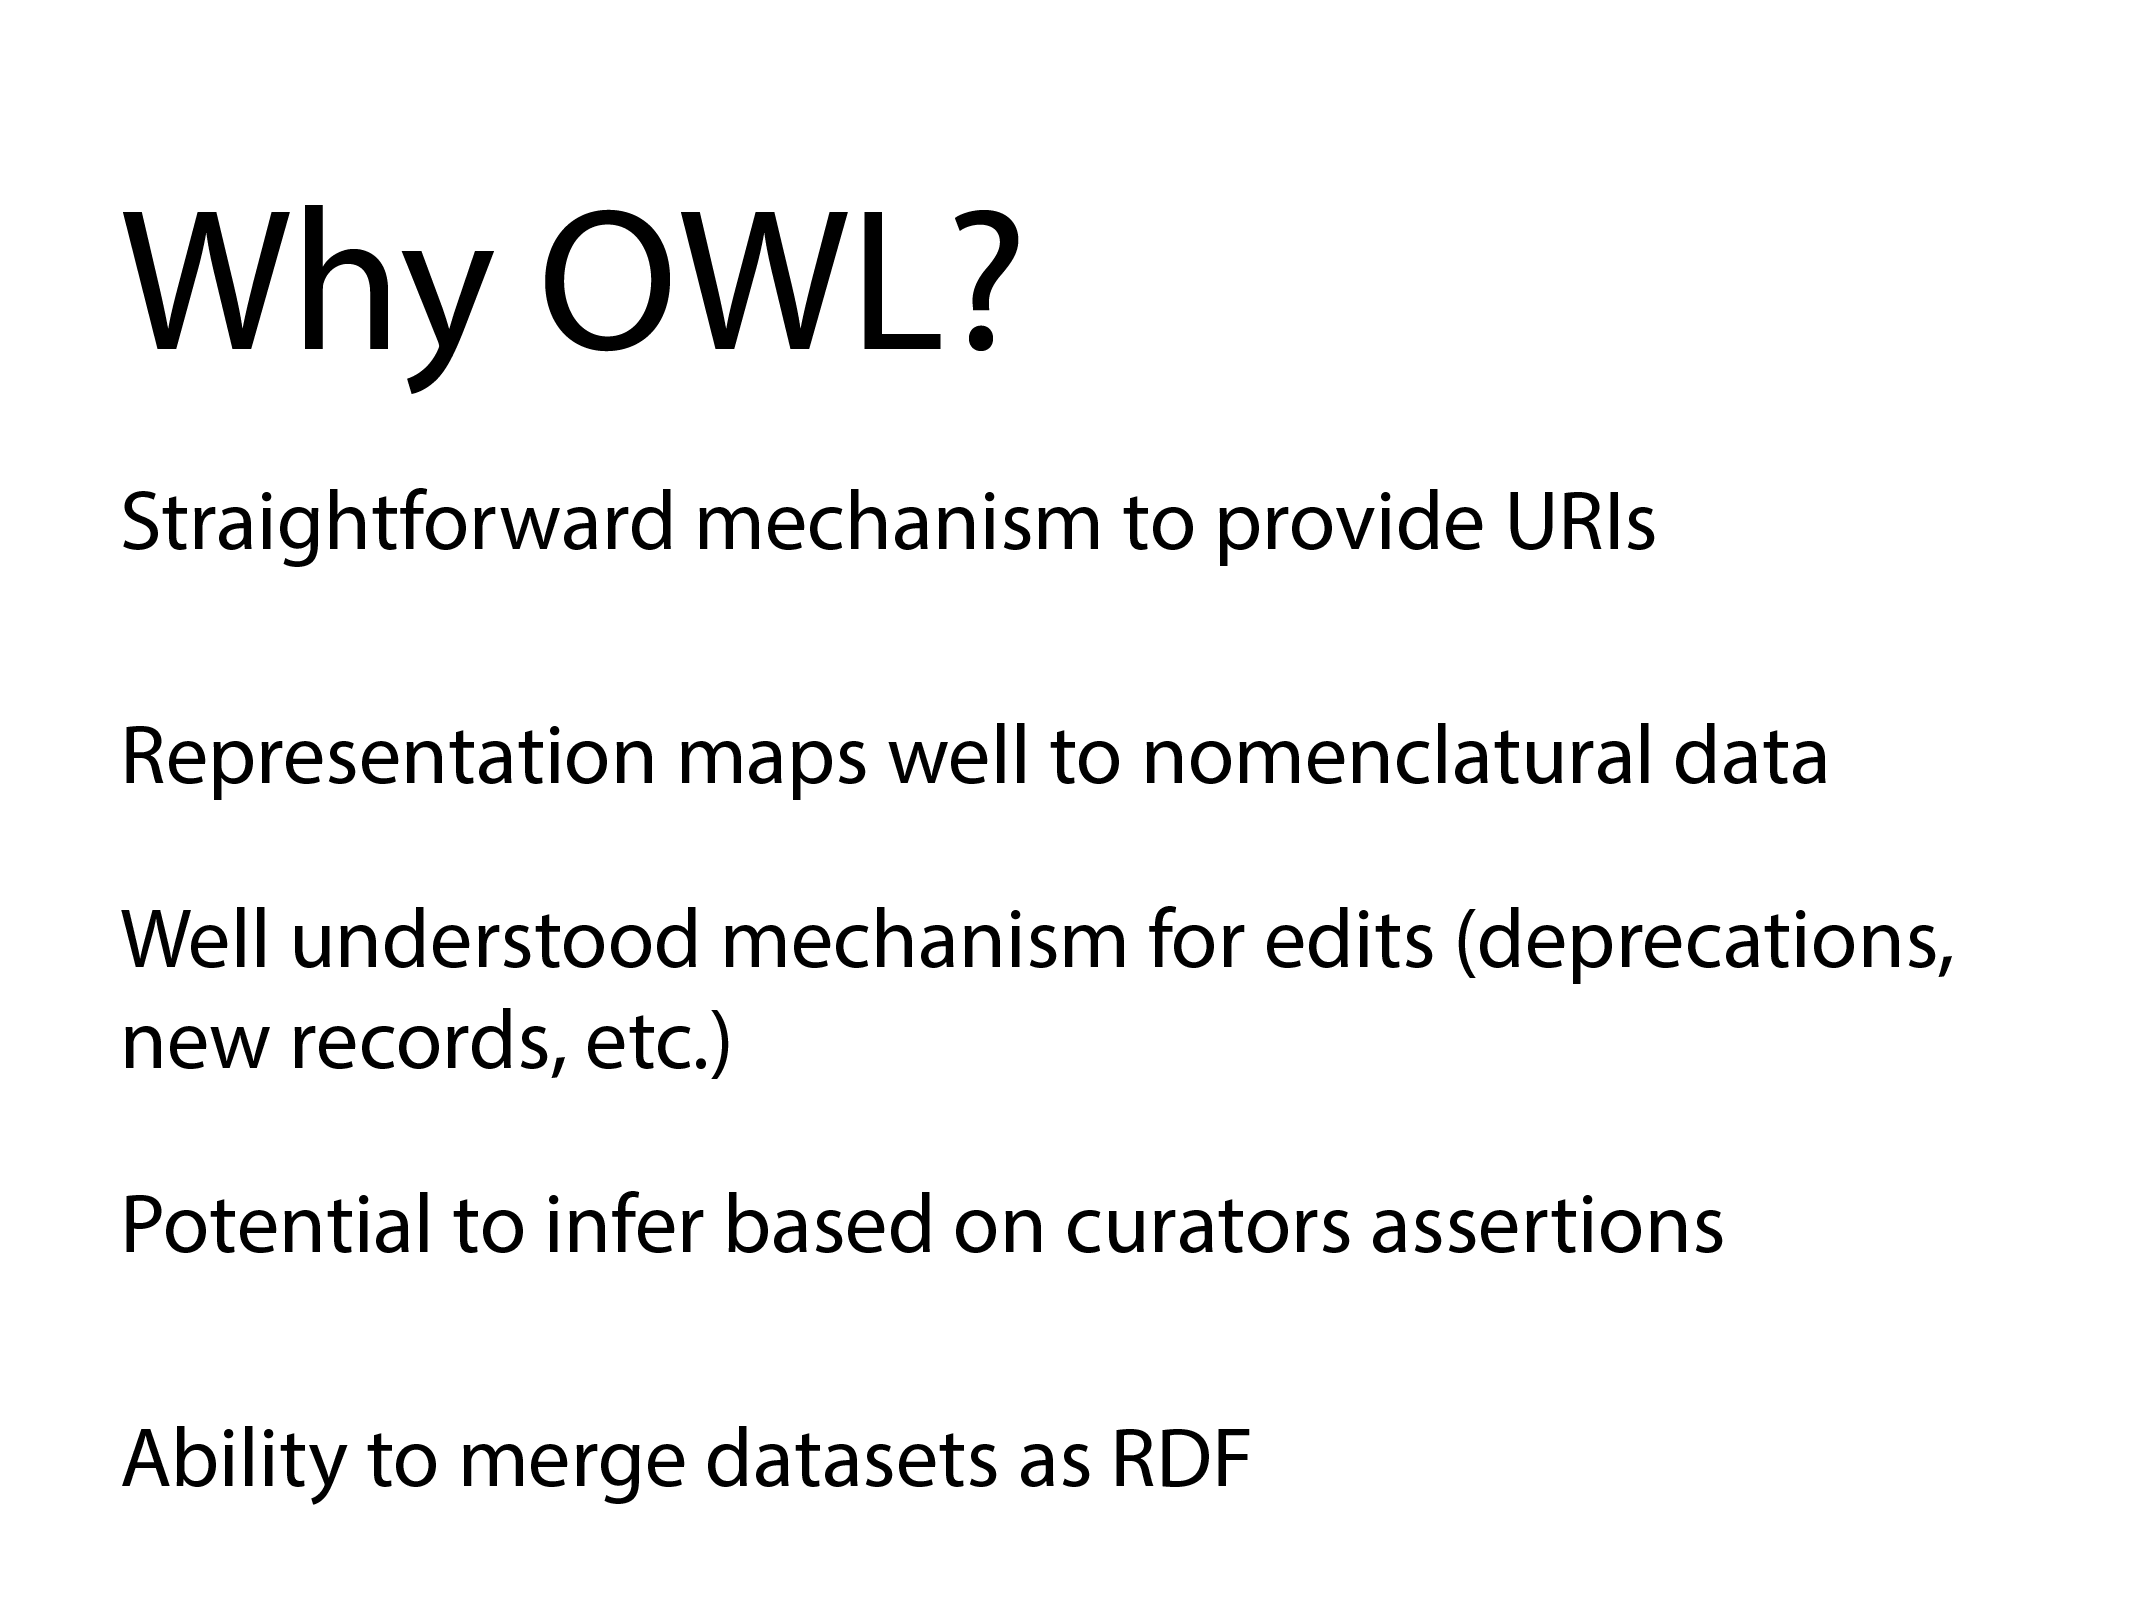 Why OWL?
Straightforward mechanism to provide URIs
Representation maps well to nomenclatural data
Well understood mechanism for edits (deprecations,
new records, etc.)
Potential to infer based on curators assertions
Ability to merge datasets as RDF